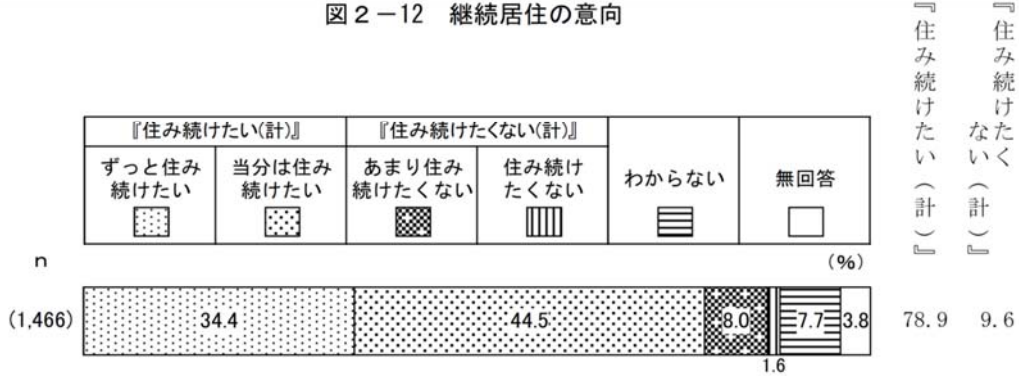 図２－12　継続居住の意向
『住み続けたい(計)』
『住み続けたくない(計)』
ずっと住み
続けたい
当分は住み
続けたい
あまり住み
続けたくない
住み続け
たくない
わからない
無回答
『住み続けたい（計）』
『住み続けたく
ない（計）』
n
(%)
(1,466)
34.4
44.5
8.0
1.6
7.7
3.8
78.9
9.6